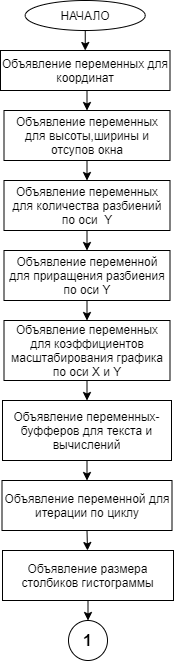 НАЧАЛО
Объявление переменных для
координат
Объявление переменных
для высоты,ширины и
отсупов окна
Объявление переменных
для количества разбиений
по оси Y
Объявление переменной
для приращения разбиения
по оси Y
Объявление переменных
для коэффициентов
масштабирования графика
по оси X и Y
Объявление переменных-
буфферов для текста и
вычислений
Объявление переменной для
итерации по циклу
Объявление размера
столбиков гистограммы
1